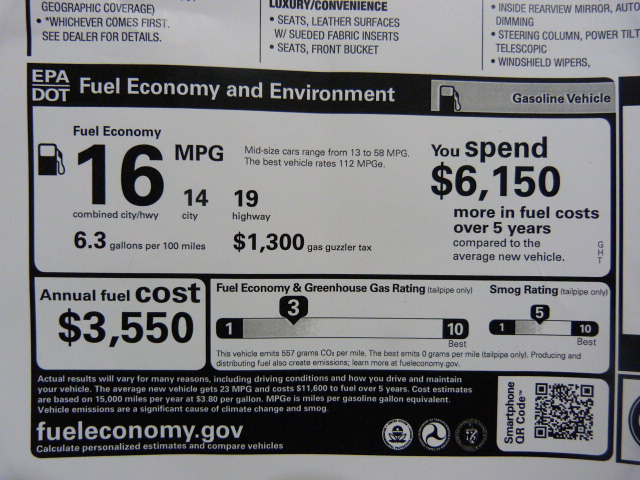 GEOGRAPHIC COVERAGE)
• *WHICHEVER COMES FIRST.
SEE DEALER FOR DETAILS.
LUXURY/CONVENIENCE
• SEATS, LEATHER SURFACES
W/ SUEDED FABRIC INSERTS
• SEATS, FRONT BUCKET
• INSIDE REARVIEW MIRROR, AUTO
DIMMING
• STEERING COLUMN, POWER TILT
TELESCOPIC
• WINDSHIELD WIPERS,
EPA
DOT
Fuel Economy and Environment
Gasoline Vehicle
Fuel Economy
16 MPG
combined city/hwy
14
city
19
highway
Mid-size cars range from 13 to 58 MPG.
The best vehicle rates 112 MPGe.
6.3 gallons per 100 miles
$1,300 gas guzzler tax
You spend
$6,150
more in fuel costs
over 5 years
compared to the
average new vehicle.
G
H
T
Annual fuel cost
$3,550
Fuel Economy & Greenhouse Gas Rating (tailpipe only)
3
1
10
Best
Smog Rating (tailpipe only)
5
1
10
Best
This vehicle emits 557 grams CO₂ per mile. The best emits 0 grams per mile (tailpipe only). Producing and
distributing fuel also create emissions; learn more at fueleconomy.gov.
Actual results will vary for many reasons, including driving conditions and how you drive and maintain
your vehicle. The average new vehicle gets 23 MPG and costs $11,600 to fuel over 5 years. Cost estimates
are based on 15,000 miles per year at $3.80 per gallon. MPGe is miles per gasoline gallon equivalent.
Vehicle emissions are a significant cause of climate change and smog.
fueleconomy.gov
Calculate personalized estimates and compare vehicles
Smartphone
QR Code™